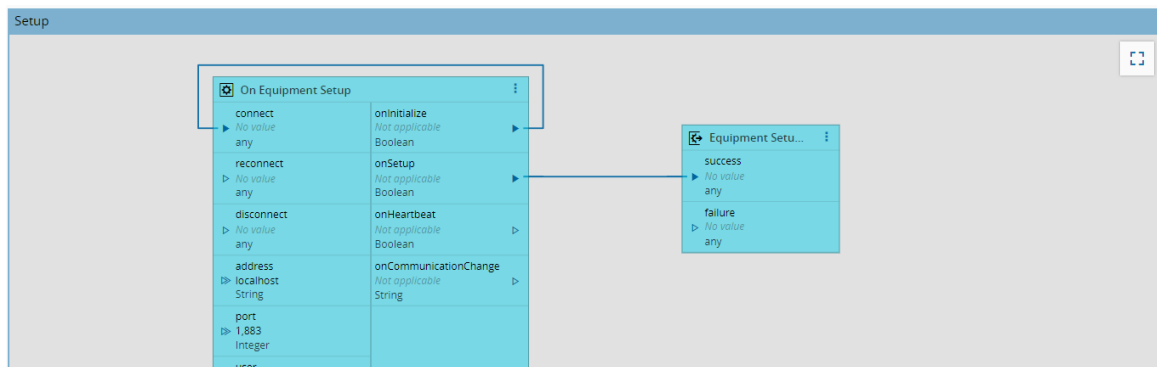 Setup
On Equipment Setup
connect
No value
any
onInitialize
Not applicable
Boolean
reconnect
No value
any
onSetup
Not applicable
Boolean
disconnect
No value
any
onHeartbeat
Not applicable
Boolean
address
localhost
String
onCommunicationChange
Not applicable
String
port
1,883
Integer
user
Equipment Setu...
success
No value
any
failure
No value
any